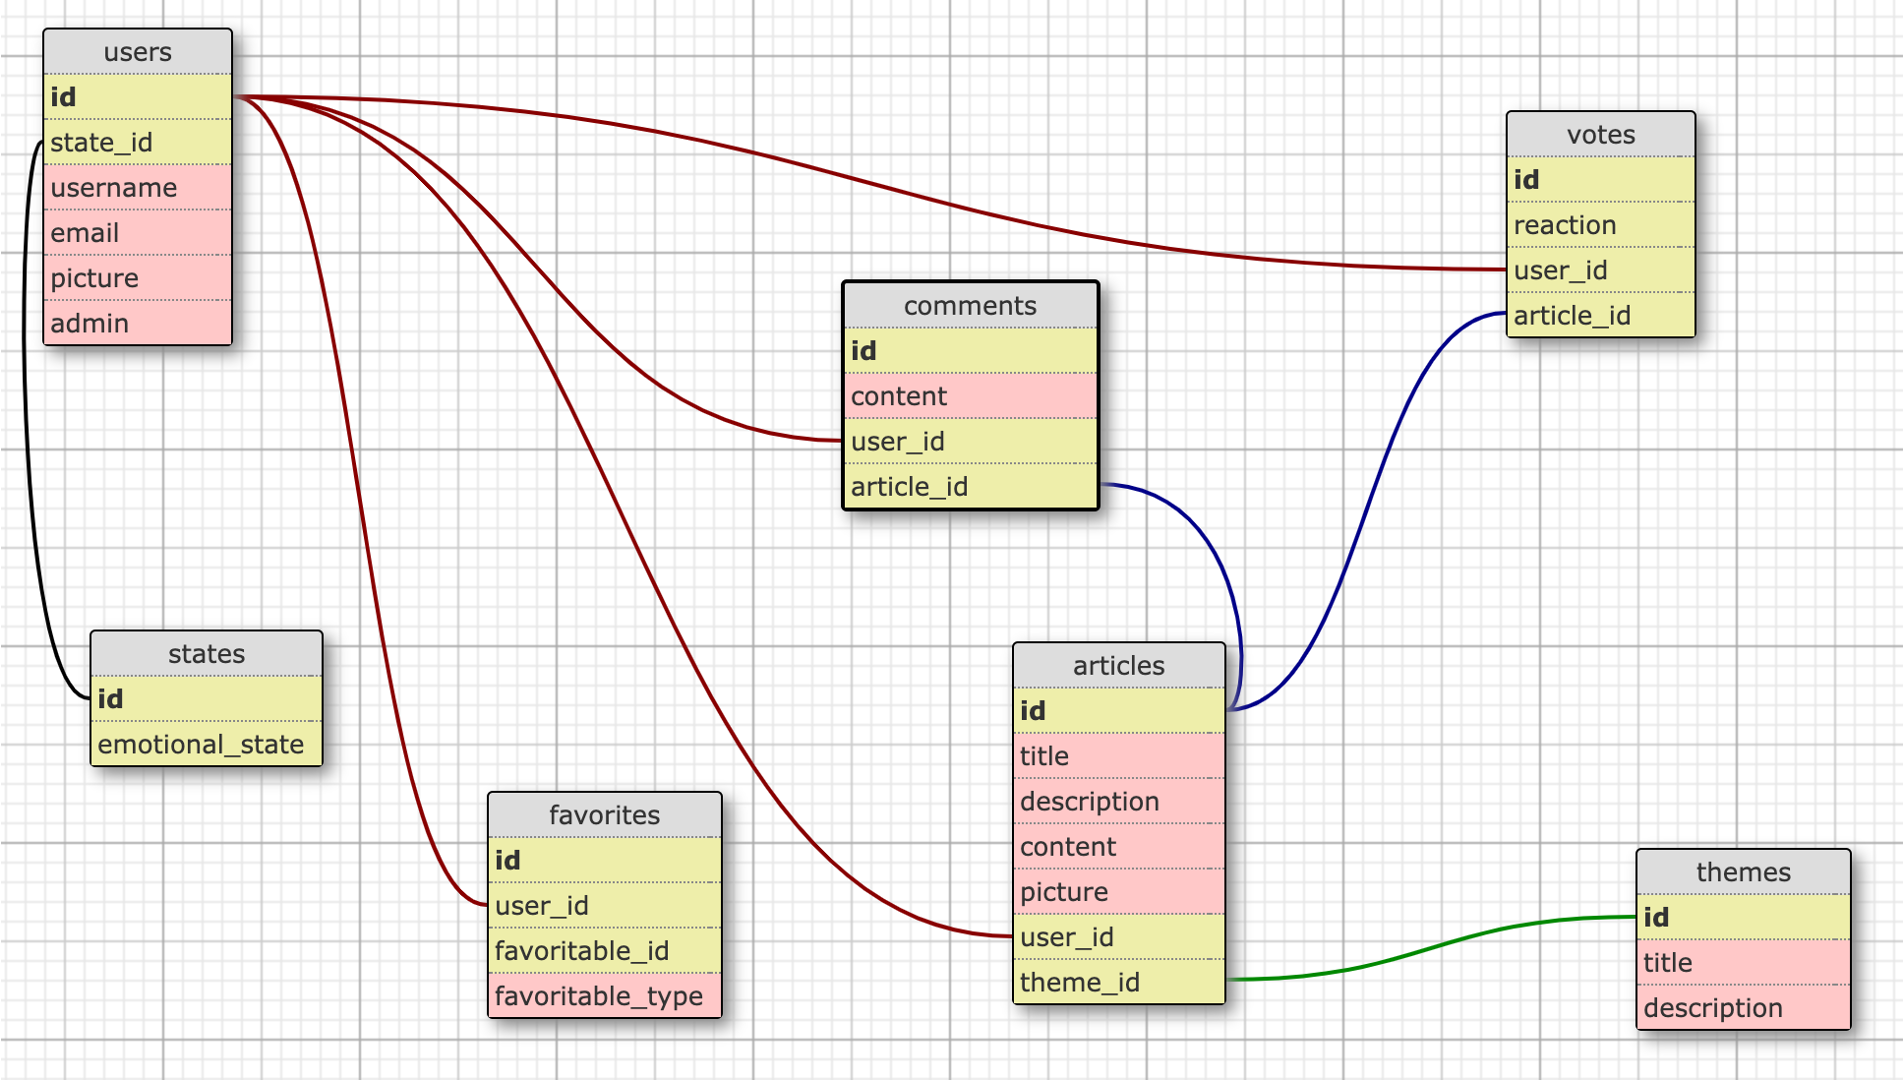 users
id
state_id
username
email
picture
admin
votes
id
reaction
user_id
article_id
comments
id
content
user_id
article_id
states
id
emotional_state
articles
id
title
description
content
picture
user_id
theme_id
favorites
id
user_id
favoritable_id
favoritable_type
themes
id
title
description